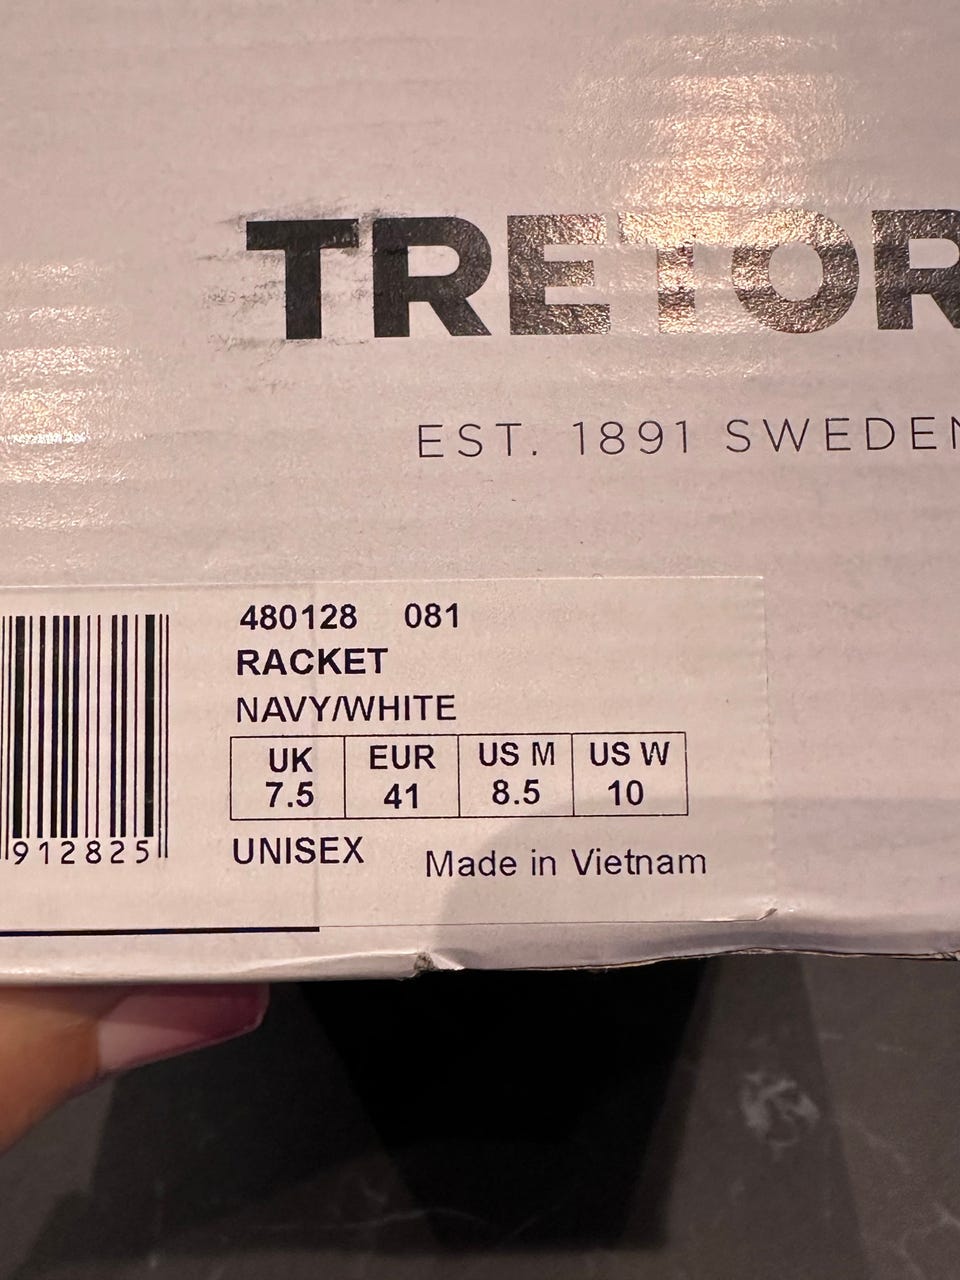 TRETOR
EST. 1891 SWEDEN
480128 081
RACKET
NAVY/WHITE
UK EUR US M US W
7.5 41 8.5 10
912825
UNISEX Made in Vietnam